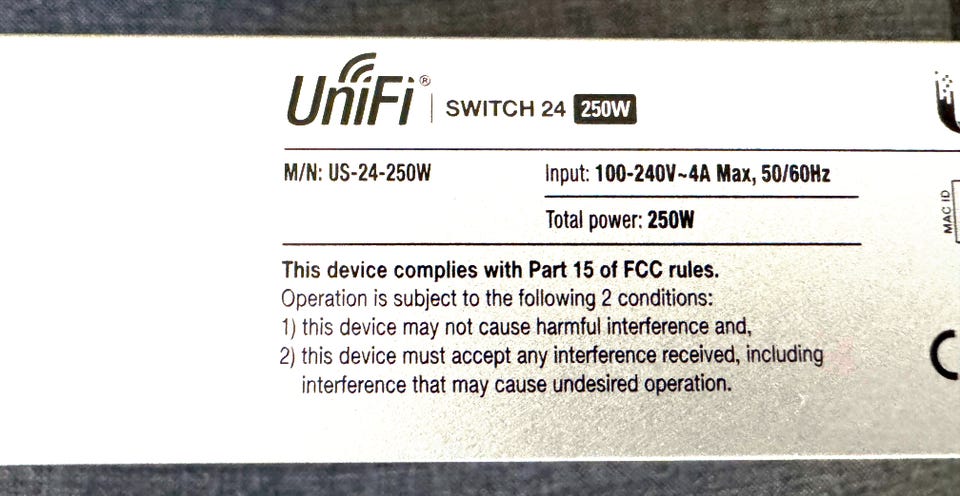 UniFi® | SWITCH 24 250W
M/N: US-24-250W
Input: 100-240V~4A Max, 50/60Hz
Total power: 250W
This device complies with Part 15 of FCC rules.
Operation is subject to the following 2 conditions:
1) this device may not cause harmful interference and,
2) this device must accept any interference received, including
interference that may cause undesired operation.
MAC ID